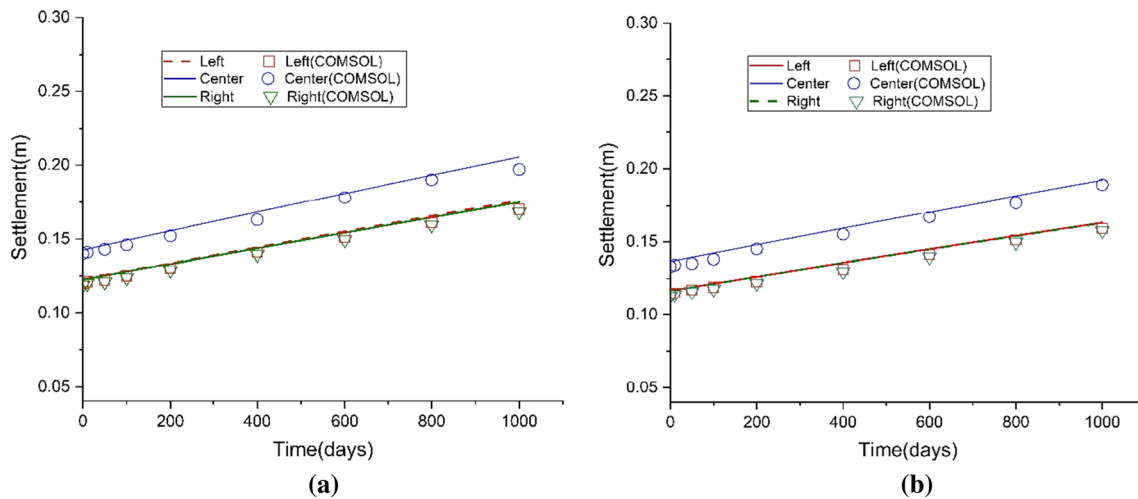 0.30
0.25
0.20
0.15
0.10
0.05
Settlement(m)
Left Left(COMSOL)
Center Center(COMSOL)
Right Right(COMSOL)
0 200 400 600 800 1000
Time(days)
(a)
0.30
0.25
0.20
0.15
0.10
0.05
Settlement(m)
Left Left(COMSOL)
Center Center(COMSOL)
Right Right(COMSOL)
0 200 400 600 800 1000
Time(days)
(b)